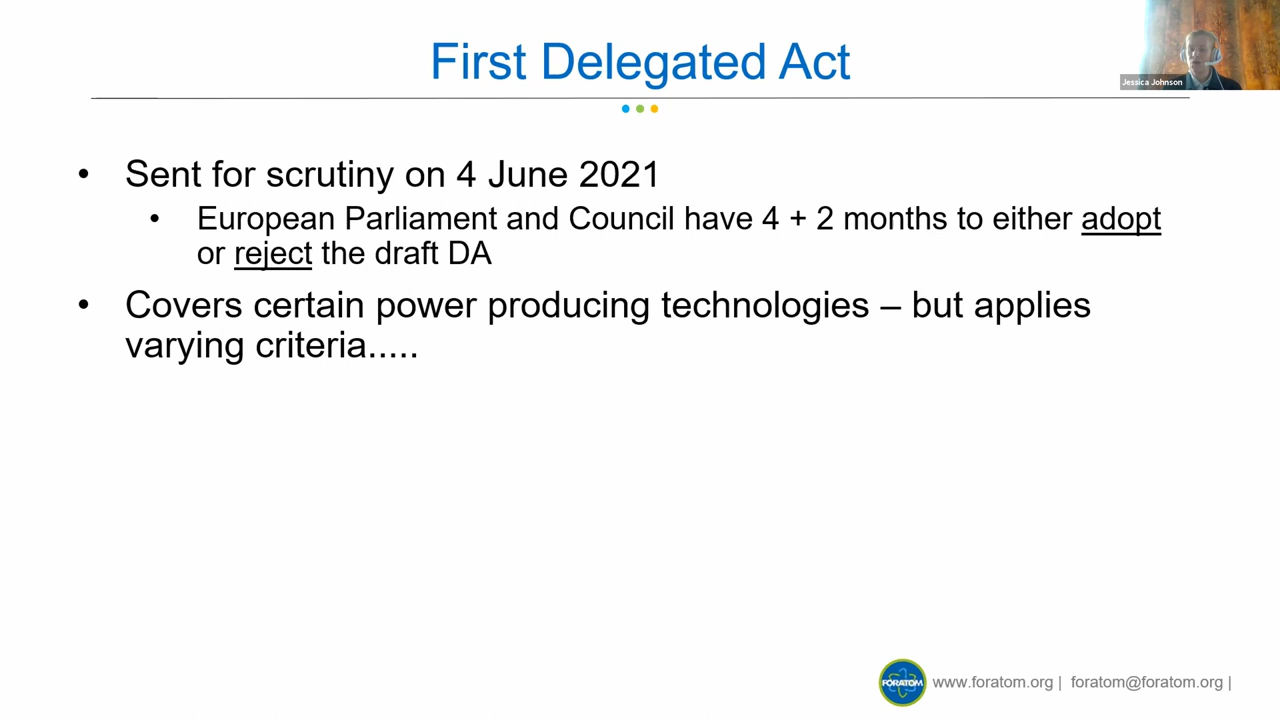 First Delegated Act
Jessica Johnson
• Sent for scrutiny on 4 June 2021
• European Parliament and Council have 4 + 2 months to either adopt
or reject the draft DA
• Covers certain power producing technologies – but applies
varying criteria.....
FORATOM
www.foratom.org | foratom@foratom.org |